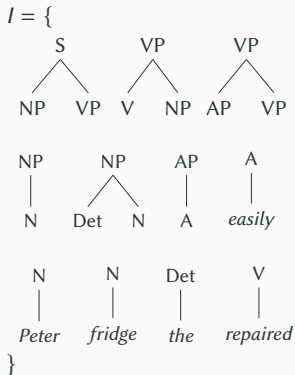 I = {
S VP VP
NP VP V NP AP VP
NP NP AP A
N Det N A easily
N N Det V
Peter fridge the repaired
}